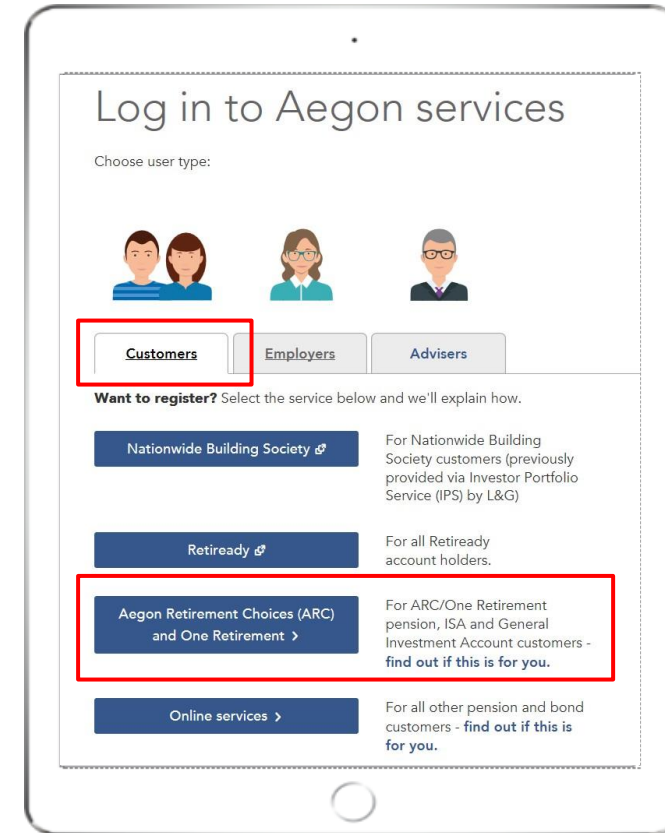 Log in to Aegon services
Choose user type:
Customers
Employers
Advisers
Want to register? Select the service below and we'll explain how.
Nationwide Building Society
For Nationwide Building
Society customers (previously
provided via Investor Portfolio
Service (IPS) by L&G)
Retiready
For all Retiready
account holders.
Aegon Retirement Choices (ARC)
and One Retirement >
For ARC/One Retirement
pension, ISA and General
Investment Account customers -
find out if this is for you.
Online services >
For all other pension and bond
customers - find out if this is
for you.